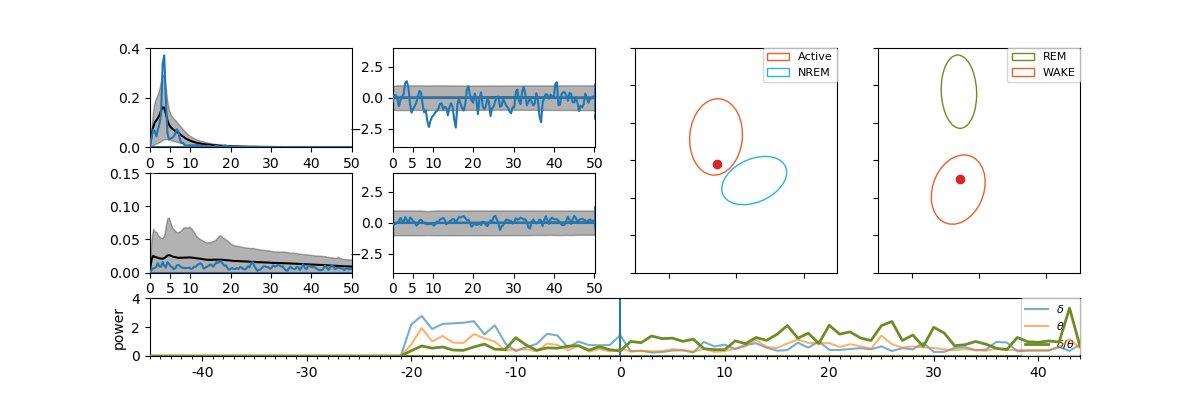 0.4
0.2
0.0
0 5 10 20 30 40 50
2.5
0.0
−2.5
0 5 10 20 30 40 50
Active
NREM
REM
WAKE
0.15
0.10
0.05
0.00
0 5 10 20 30 40 50
2.5
0.0
−2.5
0 5 10 20 30 40 50
power
4
2
0
-40 -30 -20 -10 0 10 20 30 40
δ
θ
δ/θ